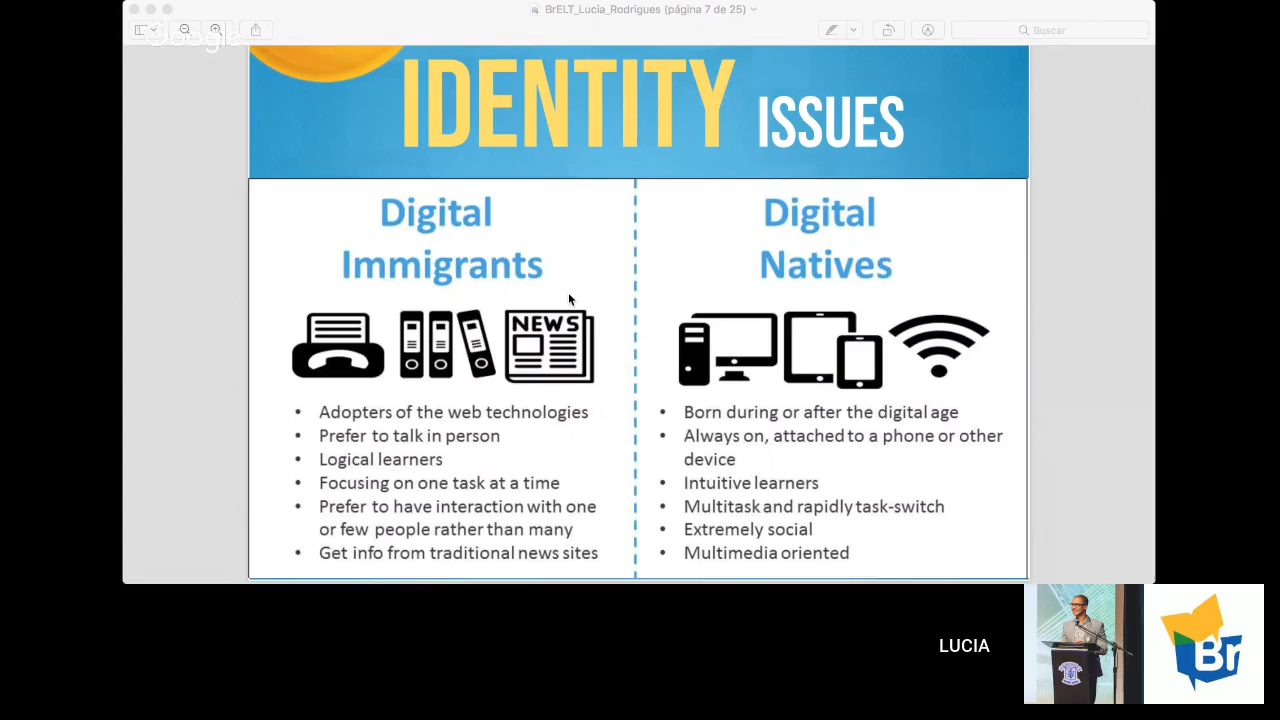 BrELT_Lucia_Rodrigues (página 7 de 25)
Google
Buscar
IDENTITY ISSUES
Digital
Immigrants
NEWS
Adopters of the web technologies
Prefer to talk in person
Logical learners
Focusing on one task at a time
Prefer to have interaction with one
or few people rather than many
Get info from traditional news sites
Digital
Natives
Born during or after the digital age
Always on, attached to a phone or other
device
Intuitive learners
Multitask and rapidly task-switch
Extremely social
Multimedia oriented
LUCIA
Br